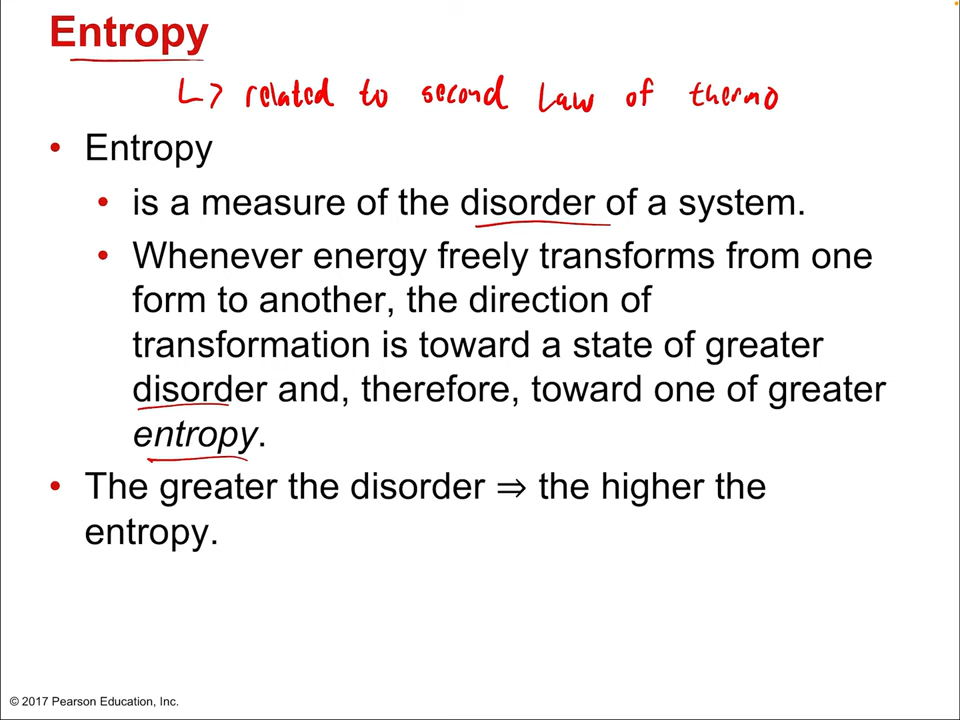 Entropy
↳ related to second law of thermo
• Entropy
• is a measure of the disorder of a system.
• Whenever energy freely transforms from one
form to another, the direction of
transformation is toward a state of greater
disorder and, therefore, toward one of greater
entropy.
• The greater the disorder ⇒ the higher the
entropy.
© 2017 Pearson Education, Inc.